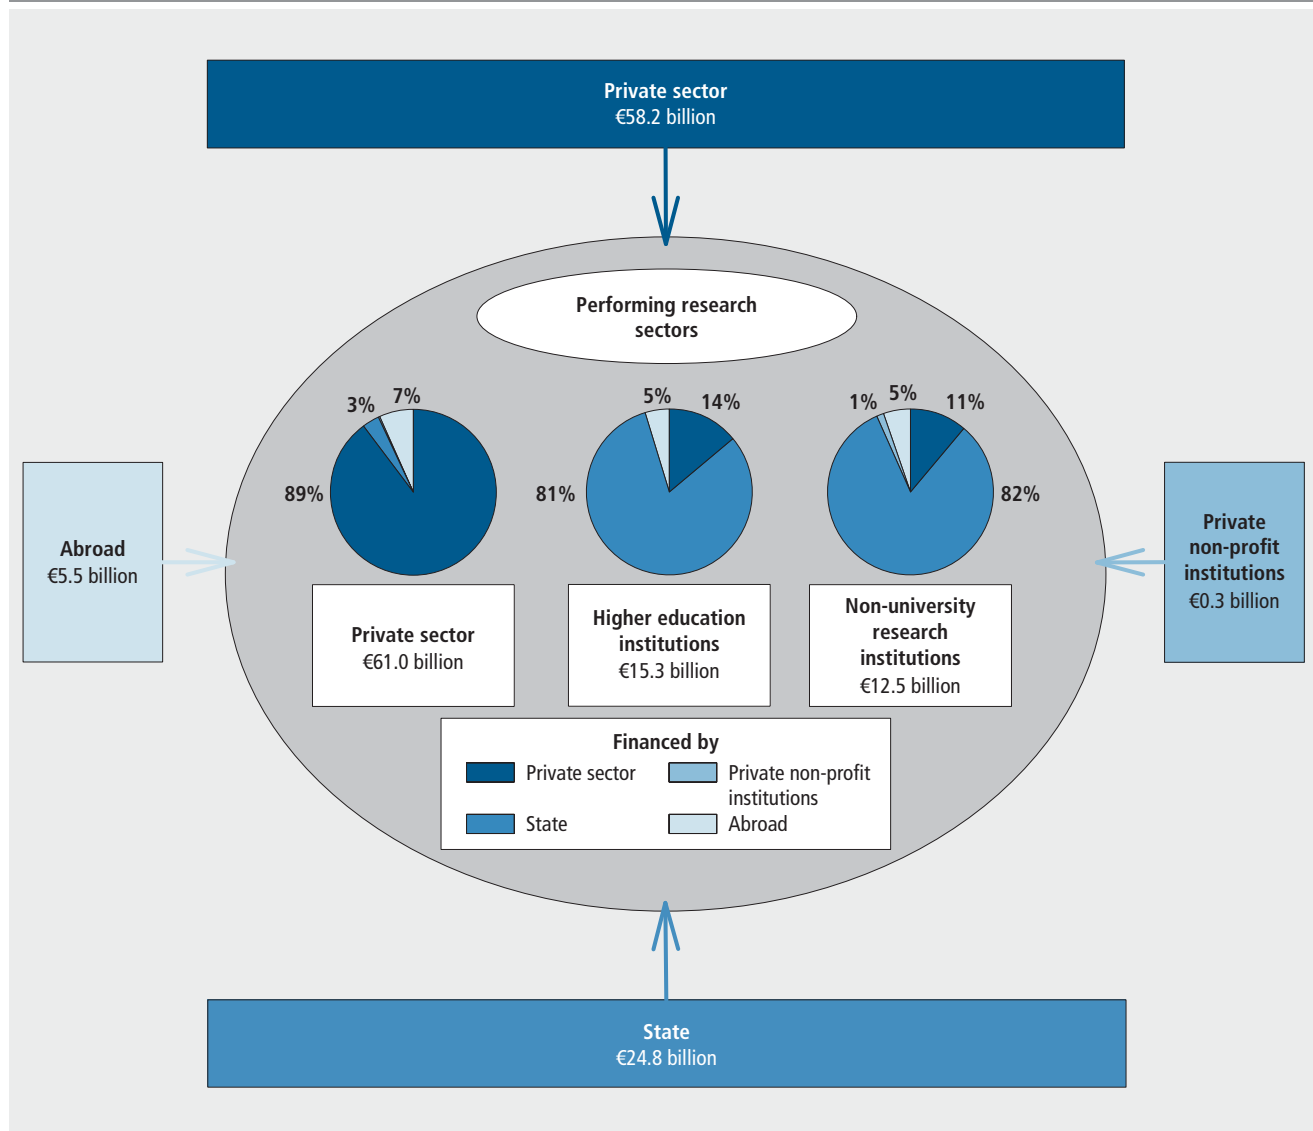 Private sector
€58.2 billion
Performing research
sectors
3%
7%
89%
5%
14%
81%
1%
5%
11%
82%
Abroad
€5.5 billion
Private
non-profit
institutions
€0.3 billion
Private sector
€61.0 billion
Higher education
institutions
€15.3 billion
Non-university
research
institutions
€12.5 billion
Financed by
Private sector
Private non-profit
institutions
State
Abroad
State
€24.8 billion